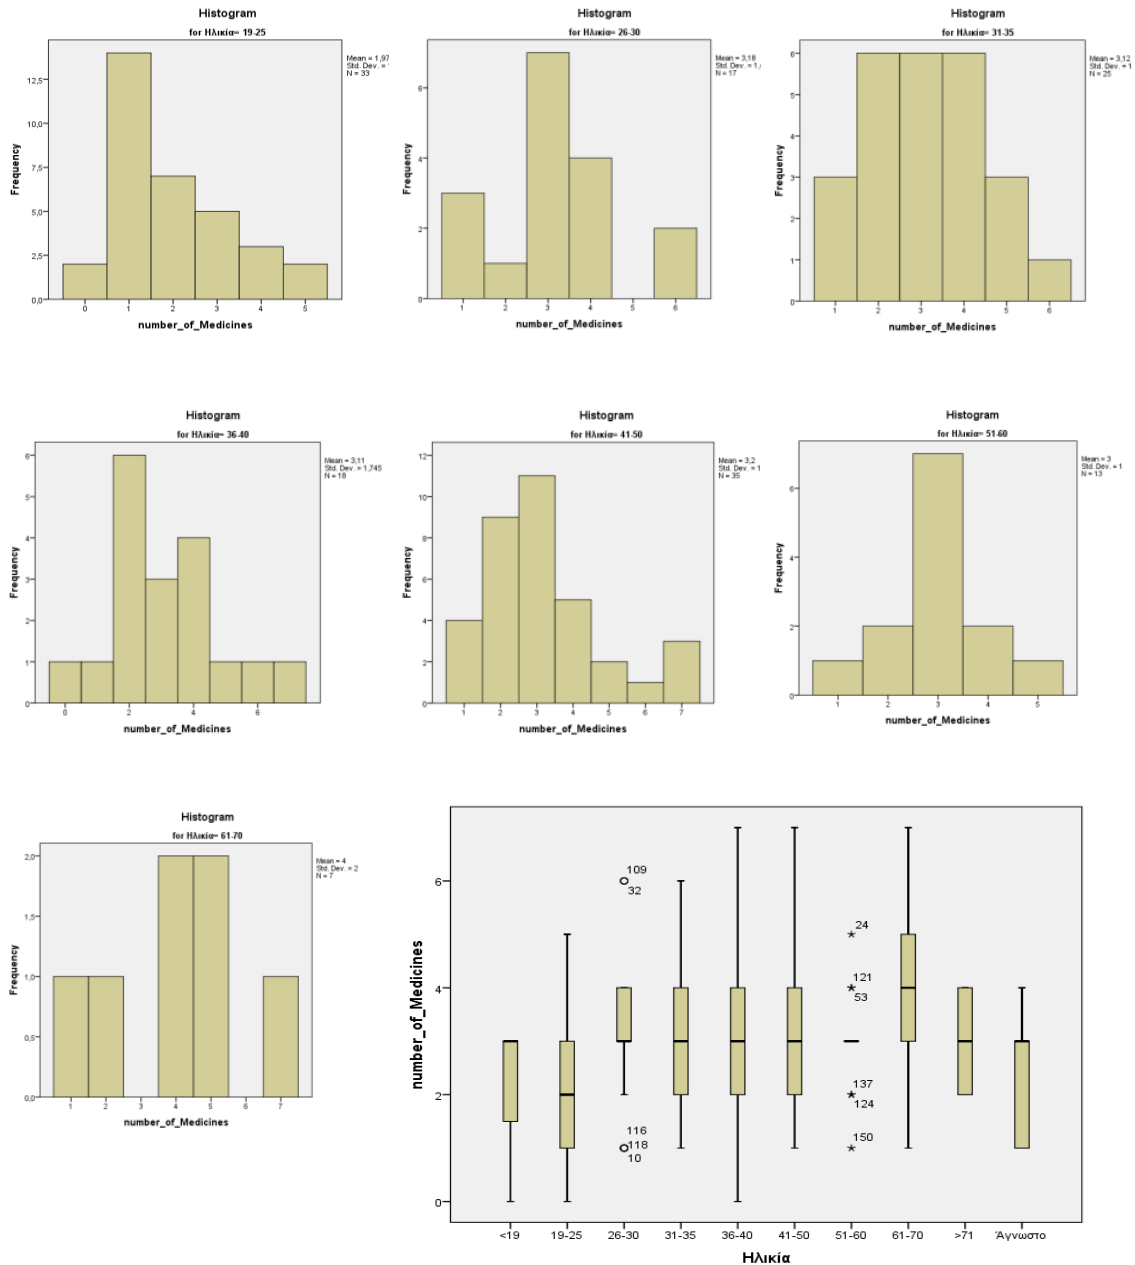 Histogram
for Ηλικία= 19-25
Mean = 1,97
Std. Dev. =
N = 33
12,5
10,0
7,5
5,0
2,5
0,0
Frequency
0 1 2 3 4 5
number_of_Medicines
Histogram
for Ηλικία= 26-30
Mean = 3,18
Std. Dev. = 1,
N = 17
6
4
2
0
Frequency
1 2 3 4 5 6
number_of_Medicines
Histogram
for Ηλικία= 31-35
Mean = 3,12
Std. Dev. = 1
N = 25
6
5
4
3
2
1
0
Frequency
1 2 3 4 5 6
number_of_Medicines
Histogram
for Ηλικία= 36-40
Mean = 3,11
Std. Dev. = 1,745
N = 18
6
5
4
3
2
1
0
Frequency
0 2 4 6
number_of_Medicines
Histogram
for Ηλικία= 41-50
Mean = 3,2
Std. Dev. = 1
N = 35
12
10
8
6
4
2
0
Frequency
1 2 3 4 5 6 7
number_of_Medicines
Histogram
for Ηλικία= 51-60
Mean = 3
Std. Dev. = 1
N = 13
6
4
2
0
Frequency
1 2 3 4 5
number_of_Medicines
Histogram
for Ηλικία= 61-70
Mean = 4
Std. Dev. = 2
N = 7
2,0
1,5
1,0
0,5
0,0
Frequency
1 2 3 4 5 6 7
number_of_Medicines
6
4
2
0
number_of_Medicines
109
32
116
118
10
24
121
53
137
124
150
<19 19-25 26-30 31-35 36-40 41-50 51-60 61-70 >71 Άγνωστο
Ηλικία